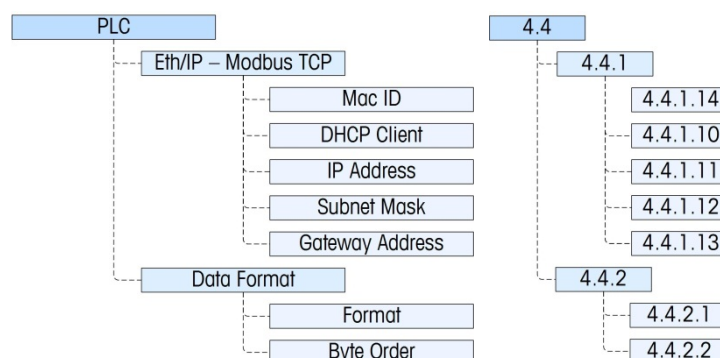 PLC 4.4
Eth/IP – Modbus TCP 4.4.1
Mac ID 4.4.1.14
DHCP Client 4.4.1.10
IP Address 4.4.1.11
Subnet Mask 4.4.1.12
Gateway Address 4.4.1.13
Data Format 4.4.2
Format 4.4.2.1
Byte Order 4.4.2.2